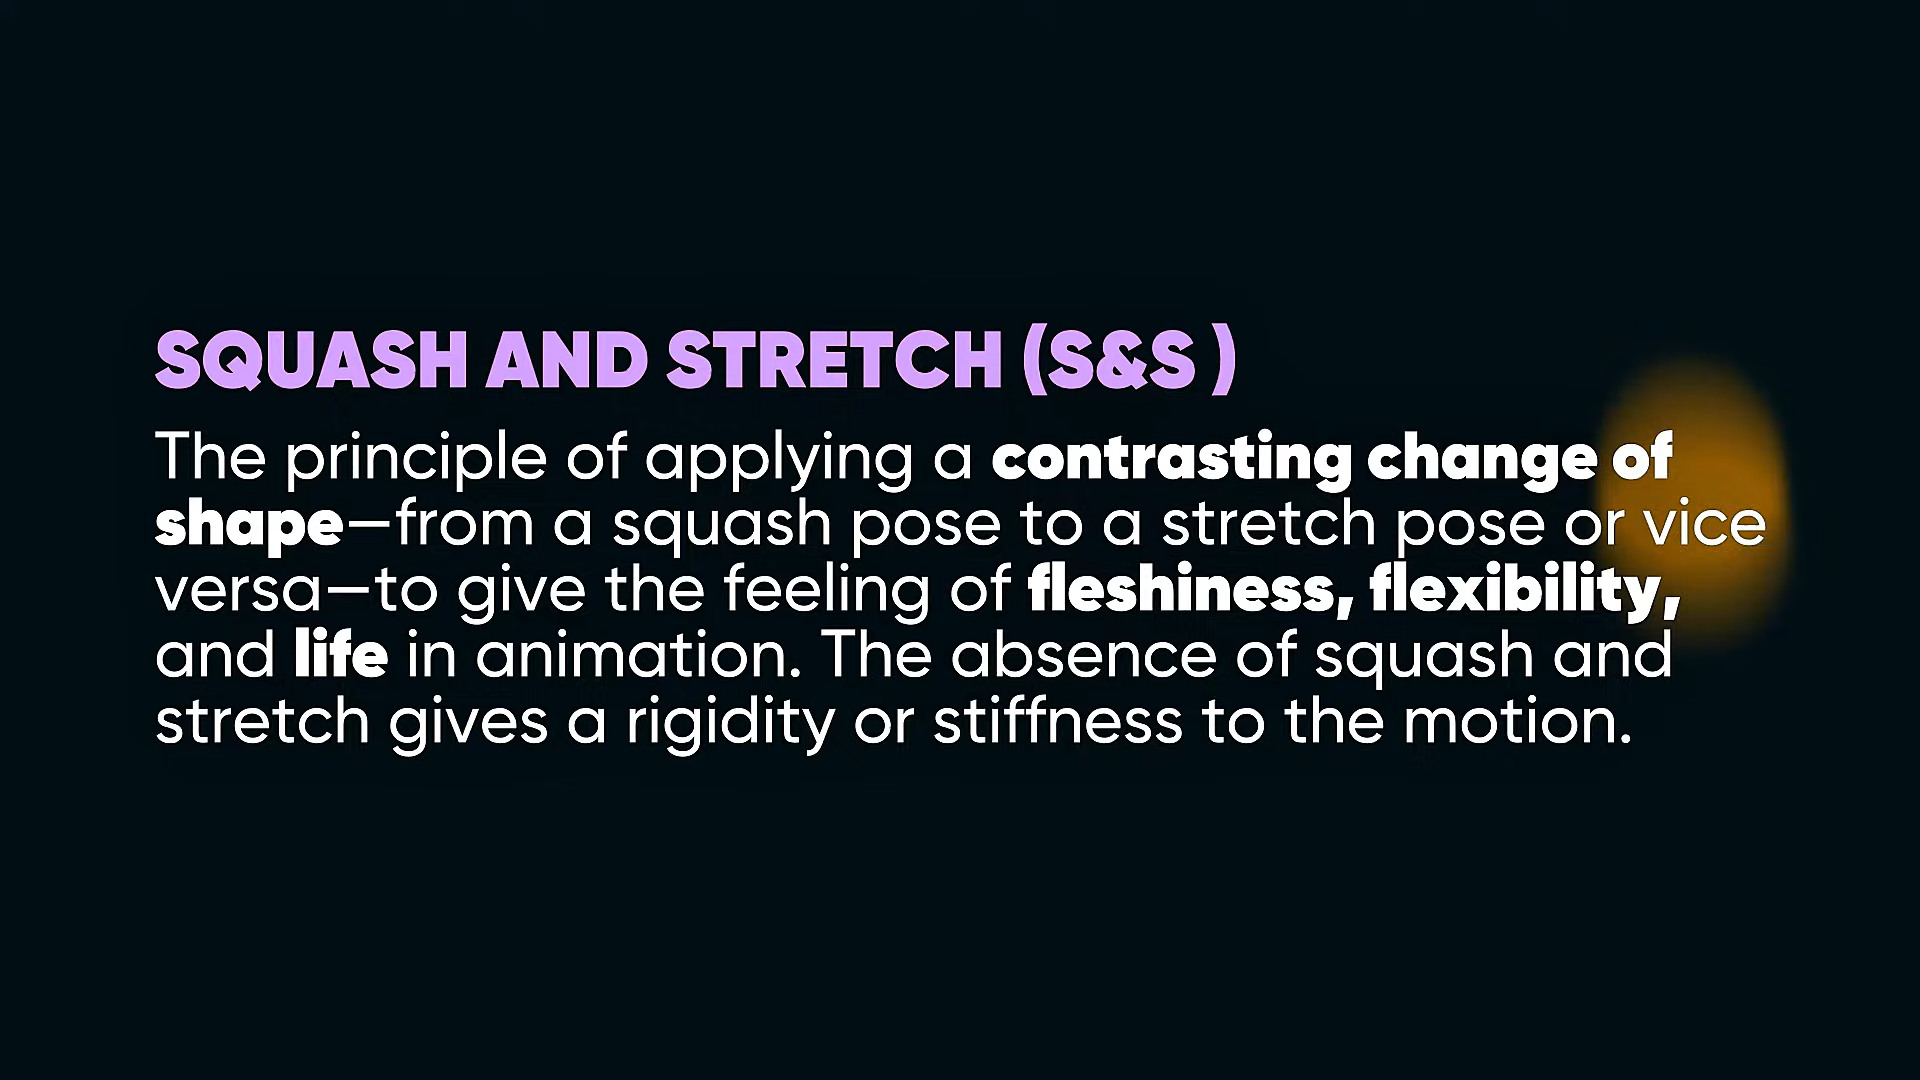 SQUASH AND STRETCH (S&S )
The principle of applying a contrasting change of
shape—from a squash pose to a stretch pose or vice
versa—to give the feeling of fleshiness, flexibility,
and life in animation. The absence of squash and
stretch gives a rigidity or stiffness to the motion.